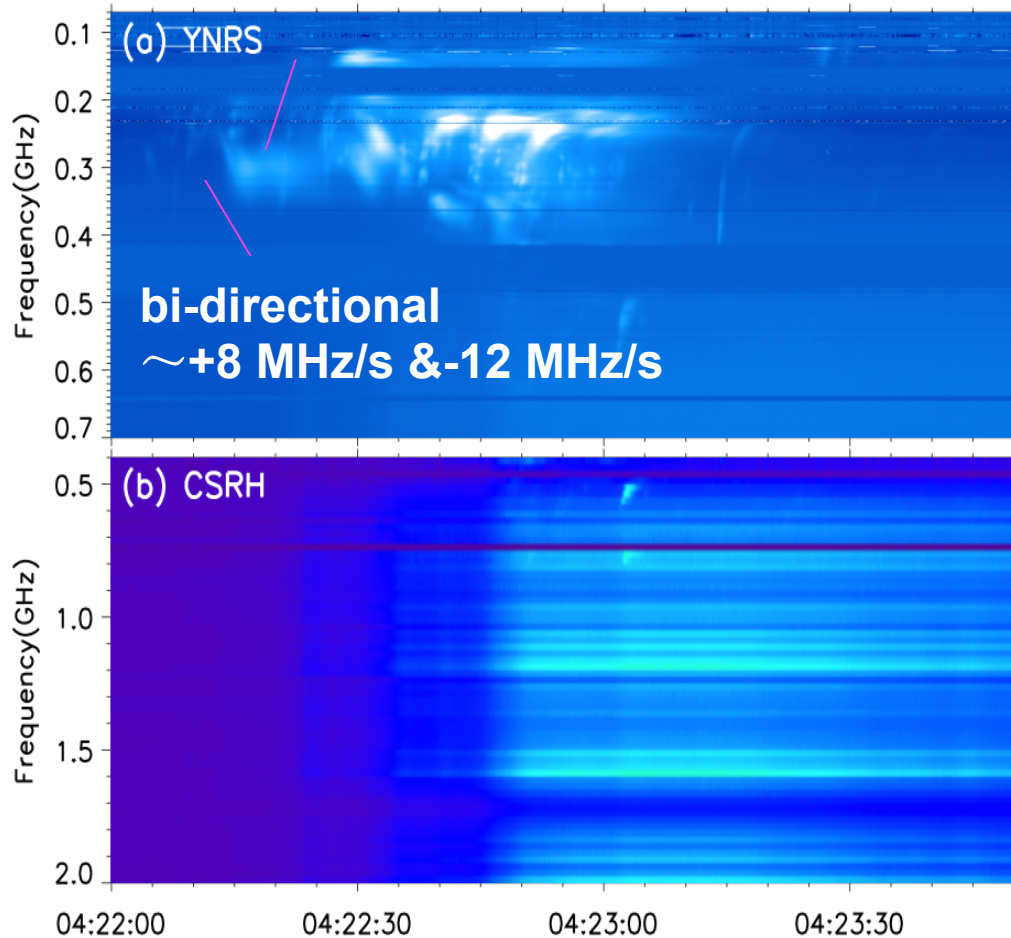 (a) YNRS
0.1
0.2
0.3
0.4
0.5
0.6
0.7
Frequency(GHz)
bi-directional
～+8 MHz/s &-12 MHz/s
(b) CSRH
0.5
1.0
1.5
2.0
Frequency(GHz)
04:22:00 04:22:30 04:23:00 04:23:30